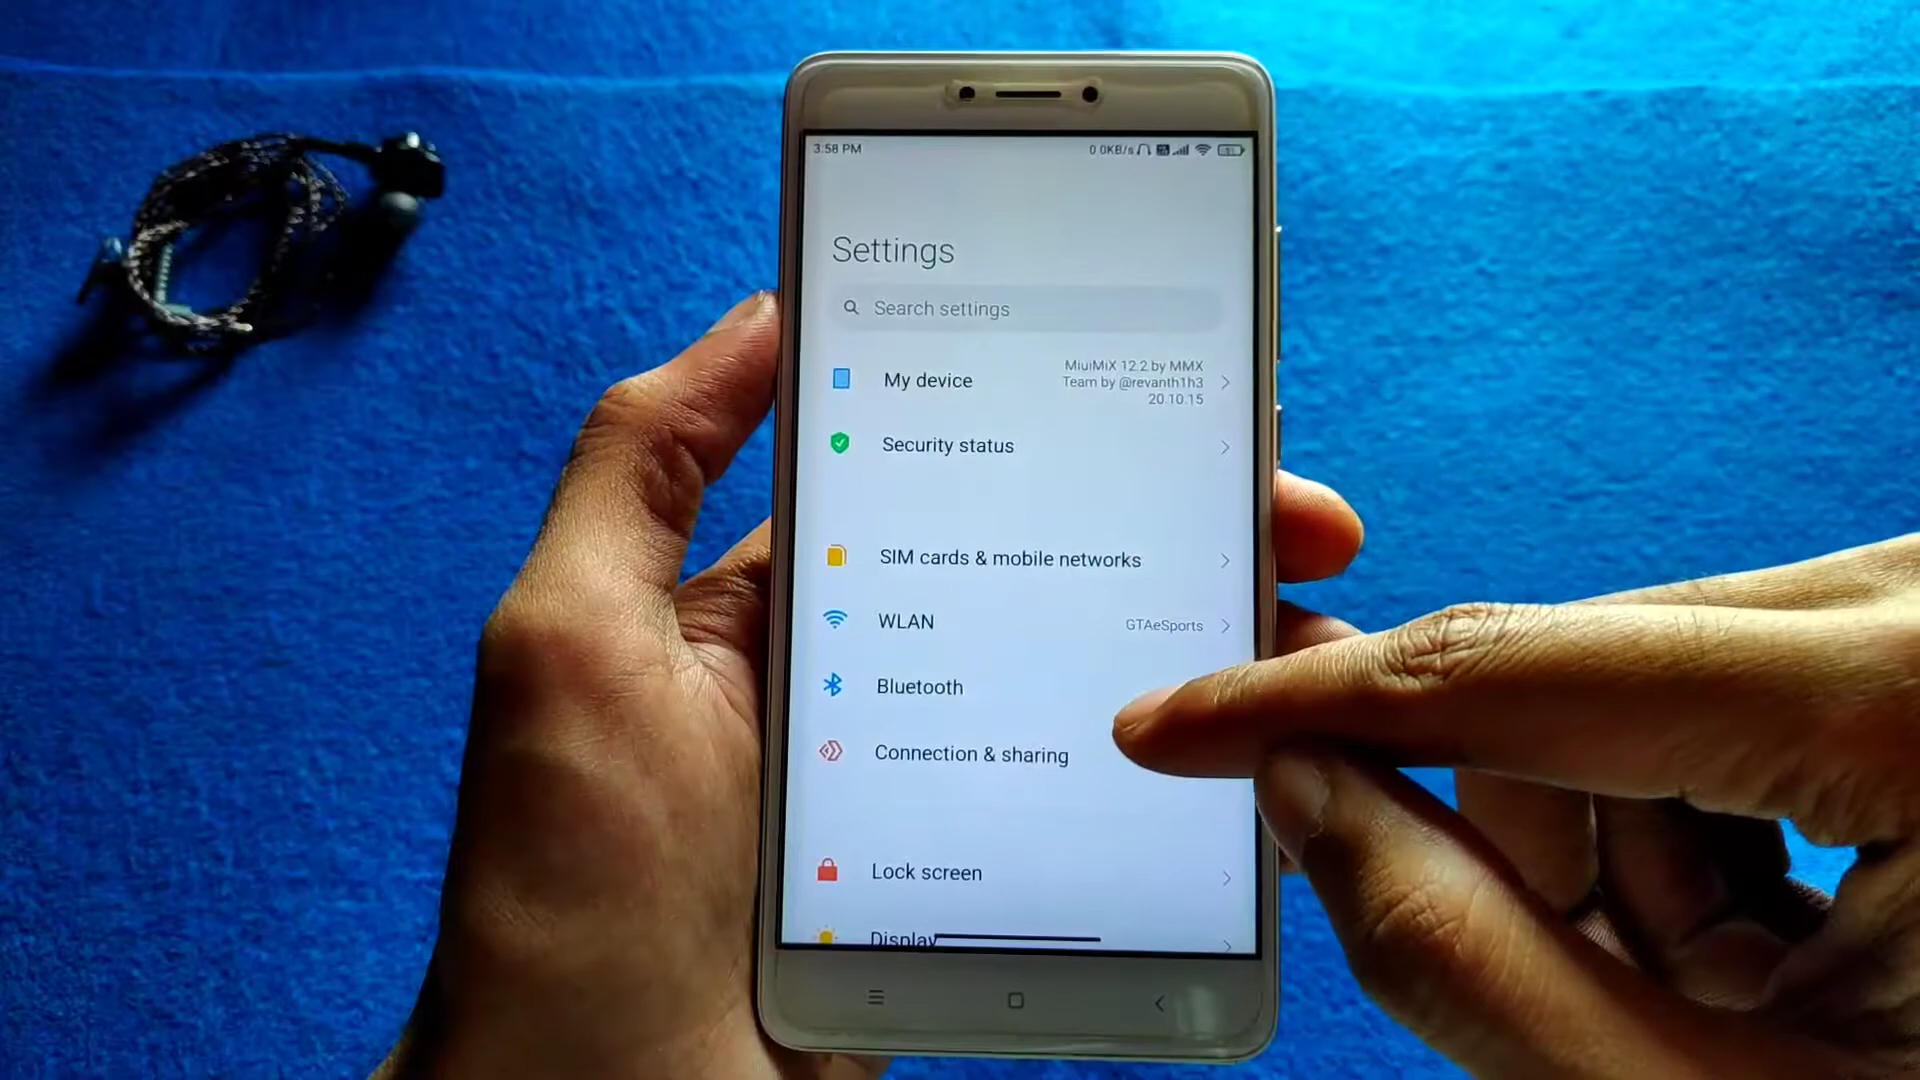 3:58 PM
0.0KB/s
Settings
Search settings
My device
MiuiMiX 12.2 by MMX
Team by @revanth1h3
20.10.15
Security status
SIM cards & mobile networks
WLAN
GTAeSports
Bluetooth
Connection & sharing
Lock screen
Display